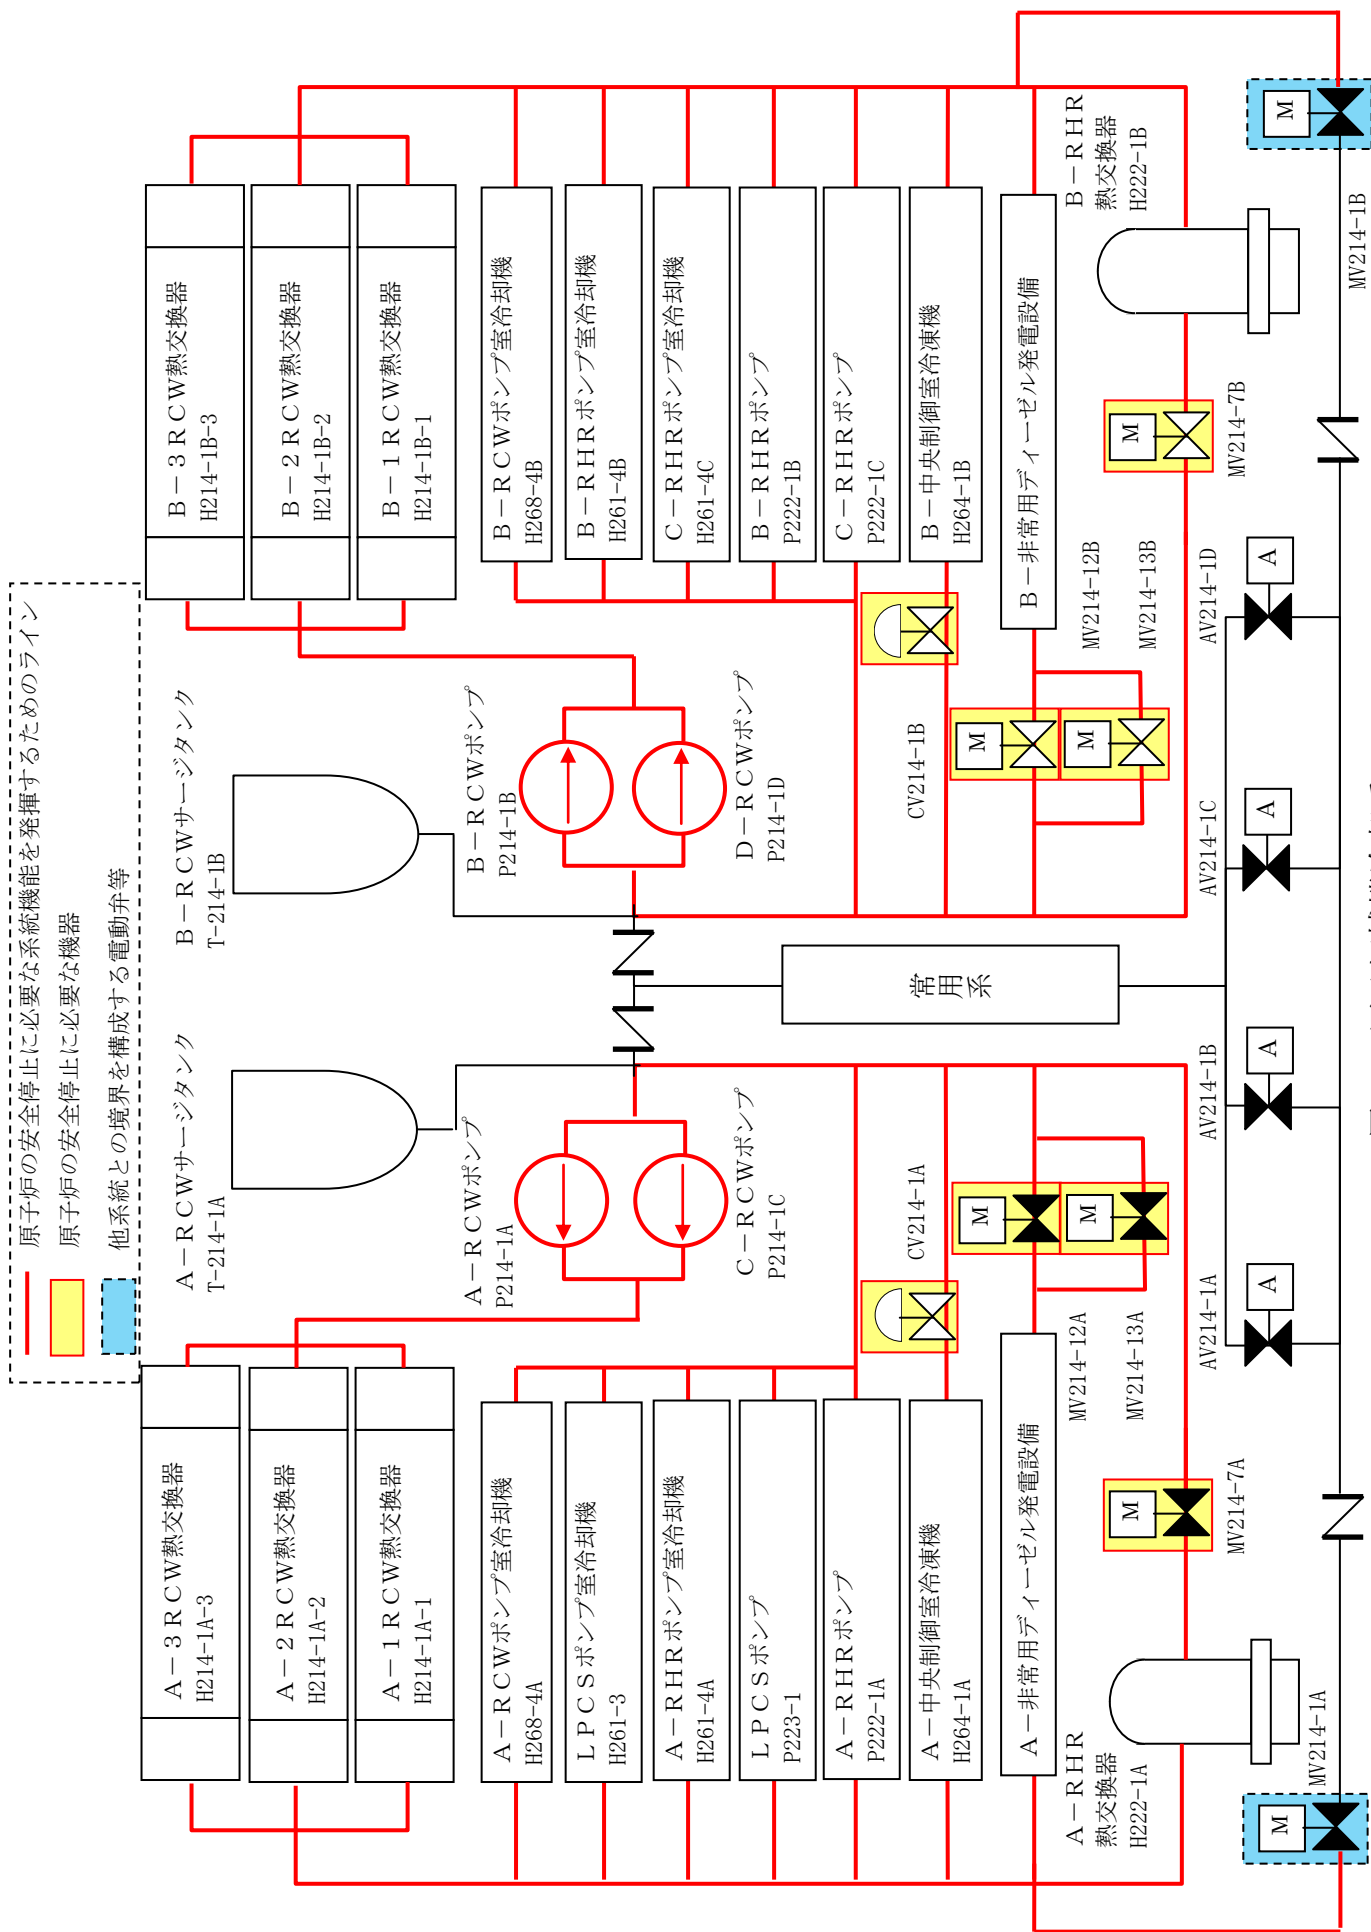 原子炉の安全停止に必要な系統機能を発揮するためのライン
原子炉の安全停止に必要な機器
他系統との境界を構成する電動弁等
A－3RCW熱交換器
H214-1A-3
A－2RCW熱交換器
H214-1A-2
A－1RCW熱交換器
H214-1A-1
A－RCWサージタンク
T-214-1A
B－RCWサージタンク
T-214-1B
B－3RCW熱交換器
H214-1B-3
B－2RCW熱交換器
H214-1B-2
B－1RCW熱交換器
H214-1B-1
A－RCWポンプ
P214-1A
C－RCWポンプ
P214-1C
B－RCWポンプ
P214-1B
D－RCWポンプ
P214-1D
A－RCWポンプ室冷却機
H268-4A
LPCSポンプ室冷却機
H261-3
A－RHRポンプ室冷却機
H261-4A
LPCSポンプ
P223-1
A－RHRポンプ
P222-1A
A－中央制御室冷凍機
H264-1A
A－非常用ディーゼル発電設備
B－RCWポンプ室冷却機
H268-4B
B－RHRポンプ室冷却機
H261-4B
C－RHRポンプ室冷却機
H261-4C
B－RHRポンプ
P222-1B
C－RHRポンプ
P222-1C
B－中央制御室冷凍機
H264-1B
B－非常用ディーゼル発電設備
常用系
CV214-1A
CV214-1B
M
M
M
M
MV214-12A
MV214-13A
MV214-12B
MV214-13B
A－RHR
熱交換器
H222-1A
B－RHR
熱交換器
H222-1B
M
MV214-7A
M
MV214-7B
AV214-1A
A
AV214-1B
A
AV214-1C
A
AV214-1D
A
M
MV214-1A
M
MV214-1B